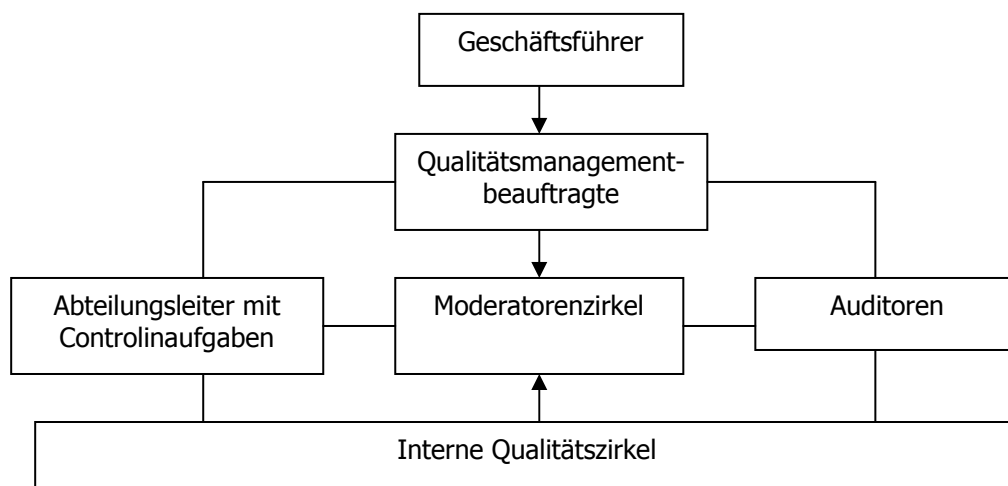 Geschäftsführer
Qualitätsmanagement-
beauftragte
Abteilungsleiter mit
Controlinaufgaben
Moderatorenzirkel
Auditoren
Interne Qualitätszirkel